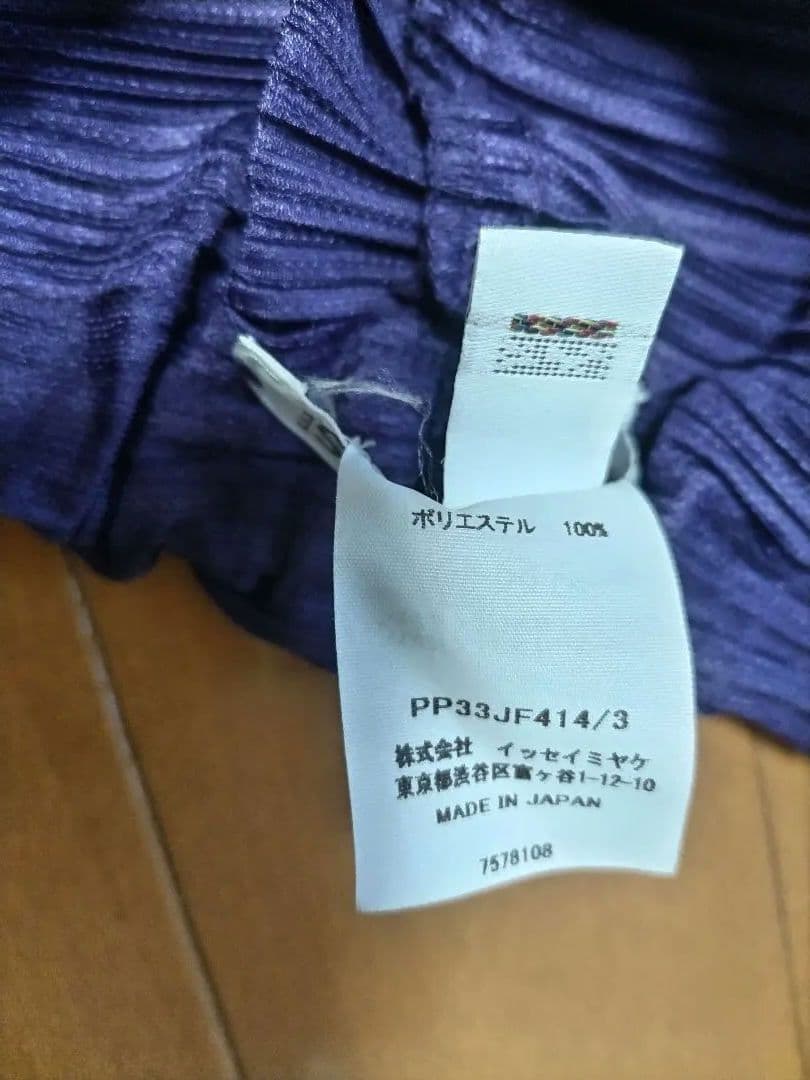 ポリエステル 100%
PP33JF414/3
株式会社 イッセイミヤケ
東京都渋谷区富ヶ谷1-12-10
MADE IN JAPAN
7578108